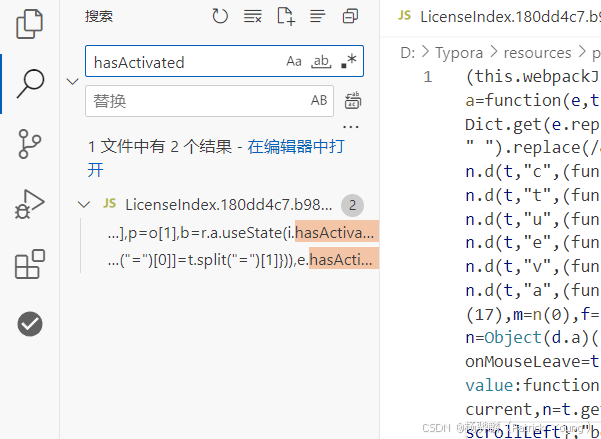 搜索
hasActivated
Aa
ab
替换
AB
1 文件中有 2 个结果 - 在编辑器中打
开
JS LicenseIndex.180dd4c7.b98... 2
...],p=o[1],b=r.a.useState(i.hasActiva...
...("=")[0]]=t.split("=")[1]})),e.hasActi...
JS LicenseIndex.180dd4c7.b9
D: > Typora > resources > p
1 (this.webpackJ
a=function(e,t
Dict.get(e.rep
" ").replace(/
n.d(t,"c",(fun
n.d(t,"t",(fun
n.d(t,"u",(fun
n.d(t,"e",(fun
n.d(t,"v",(fun
n.d(t,"a",(fun
(17),m=n(0),f=
n=Object(d.a)(
onMouseLeave=t
value:function
current,n=t.ge
scrollLeft};"b
CSDN